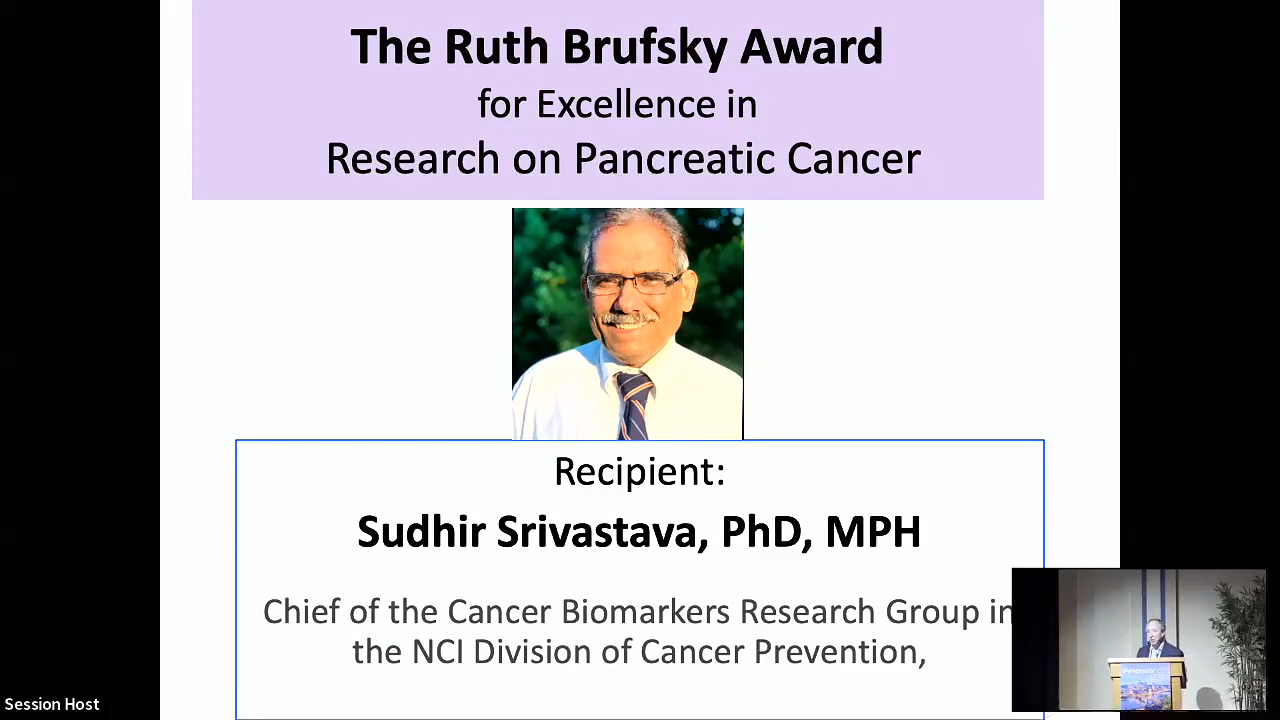 The Ruth Brufsky Award
for Excellence in
Research on Pancreatic Cancer
Recipient:
Sudhir Srivastava, PhD, MPH
Chief of the Cancer Biomarkers Research Group in
the NCI Division of Cancer Prevention,
Session Host